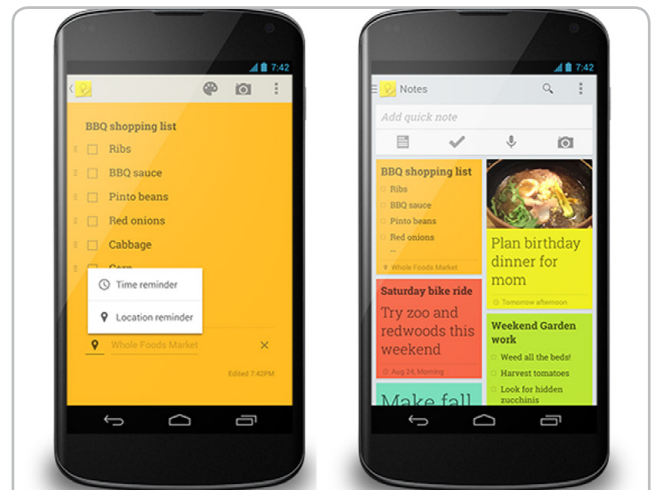 7:42
BBQ shopping list
Ribs
BBQ sauce
Pinto beans
Red onions
Cabbage
Corn
Time reminder
Location reminder
Whole Foods Market
Edited 7:42PM
7:42
Notes
Add quick note
BBQ shopping list
Ribs
BBQ sauce
Pinto beans
Red onions
...
Whole Foods Market
Saturday bike ride
Try zoo and
redwoods this
weekend
Aug 24, Morning
Make fall
Plan birthday
dinner for
mom
Tomorrow afternoon
Weekend Garden
work
Weed all the beds!
Harvest tomatoes
Look for hidden
zucchinis